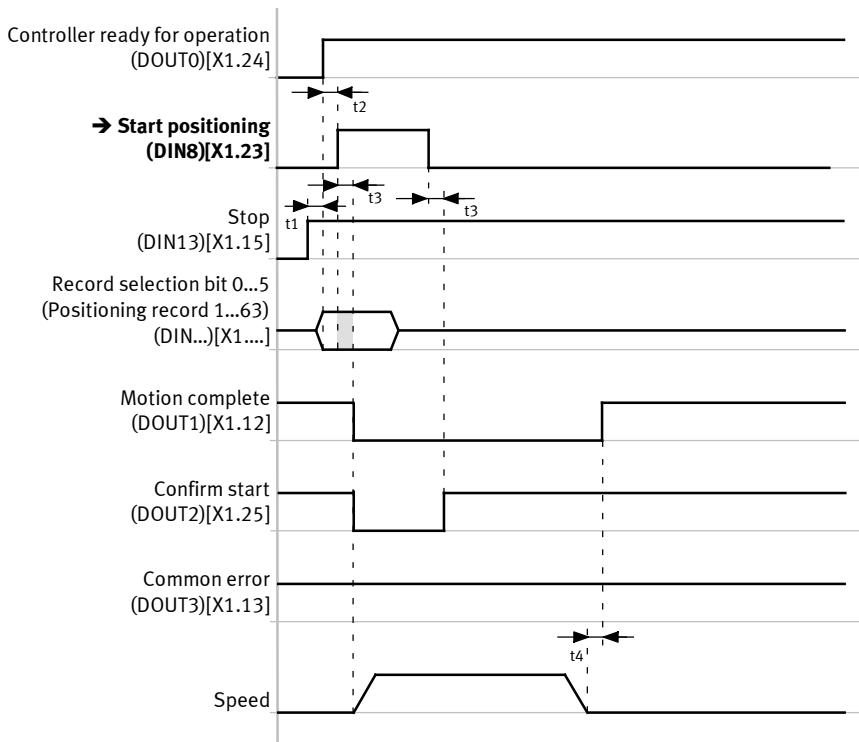 Controller ready for operation
(DOUT0)[X1.24]
t2
➔ Start positioning
(DIN8)[X1.23]
t3
t3
t1
Stop
(DIN13)[X1.15]
Record selection bit 0...5
(Positioning record 1...63)
(DIN...)[X1....]
Motion complete
(DOUT1)[X1.12]
Confirm start
(DOUT2)[X1.25]
Common error
(DOUT3)[X1.13]
t4
Speed